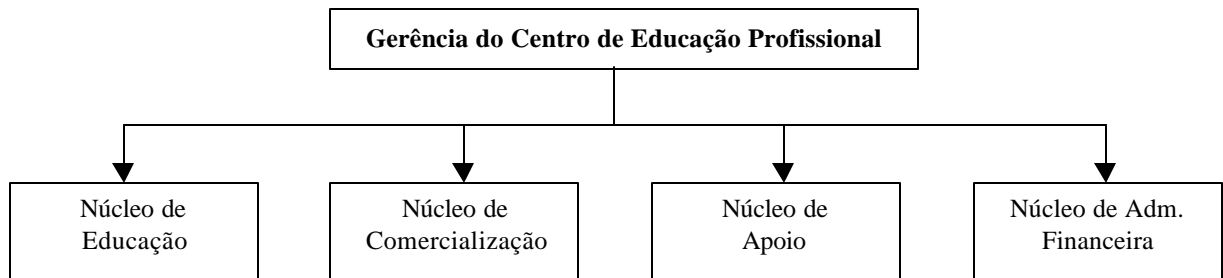 Gerência do Centro de Educação Profissional
Núcleo de
Educação
Núcleo de
Comercialização
Núcleo de
Apoio
Núcleo de Adm.
Financeira